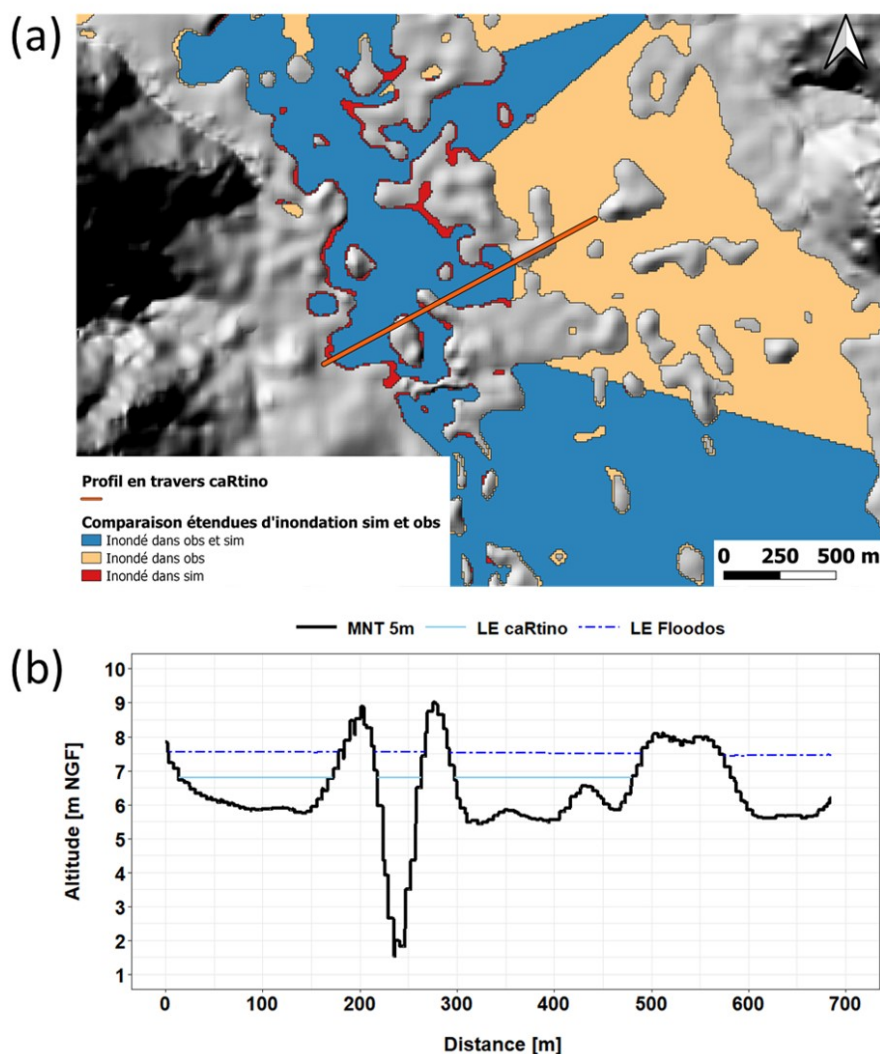 (a)
Profil en travers caRtino
Comparaison étendues d'inondation sim et obs
Inondé dans obs et sim
Inondé dans obs
Inondé dans sim
0 250 500 m
MNT 5m LE caRtino LE Floodos
(b)
10
9
8
7
6
5
4
3
2
1
Altitude [m NGF]
0 100 200 300 400 500 600 700
Distance [m]